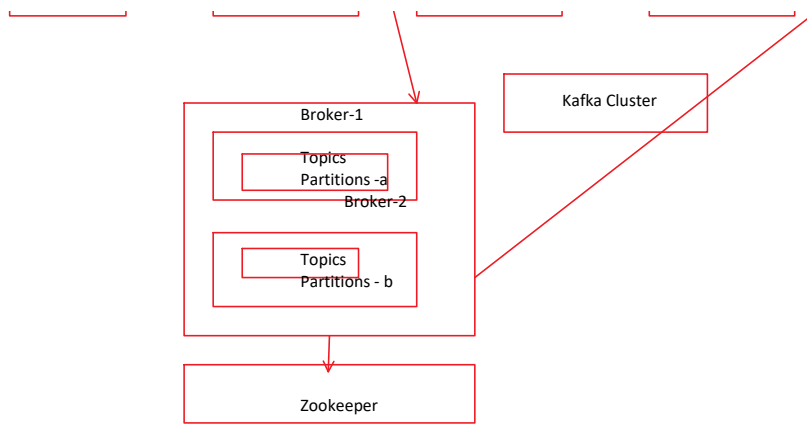 Kafka Cluster
Broker-1
Topics
Partitions -a
Broker-2
Topics
Partitions - b
Zookeeper